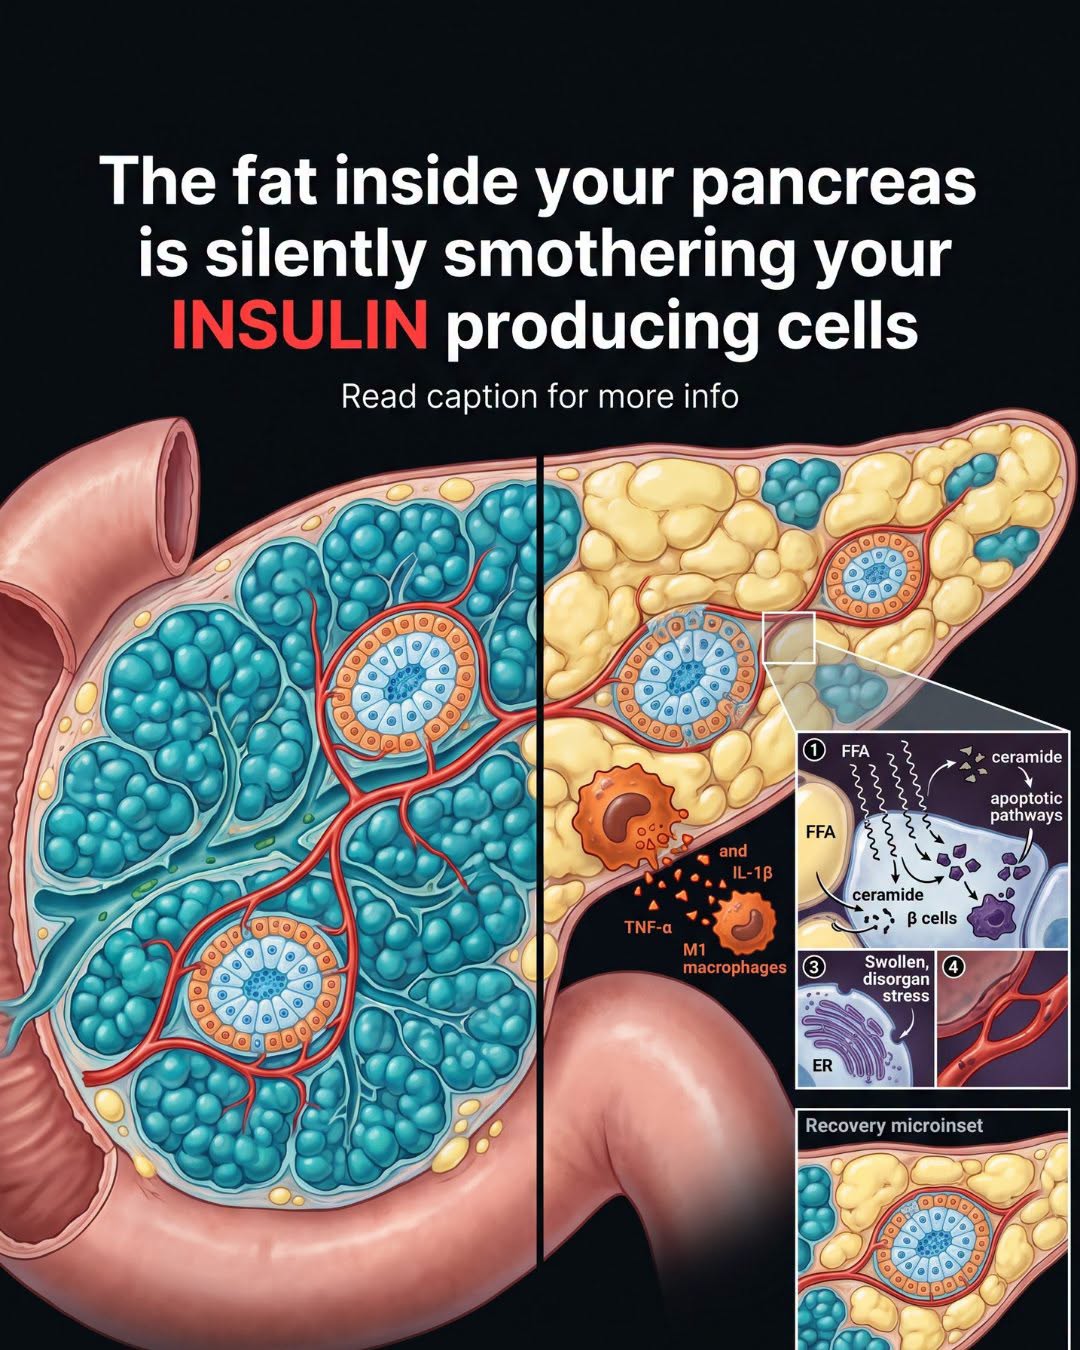 The fat inside your pancreas
is silently smothering your
INSULIN producing cells
Read caption for more info
1
FFA
ceramide
apoptotic
pathways
FFA
ceramide
β cells
and
IL-1β
TNF-α
M1
macrophages
3
Swollen,
disorgan
stress
ER
4
Recovery microinset